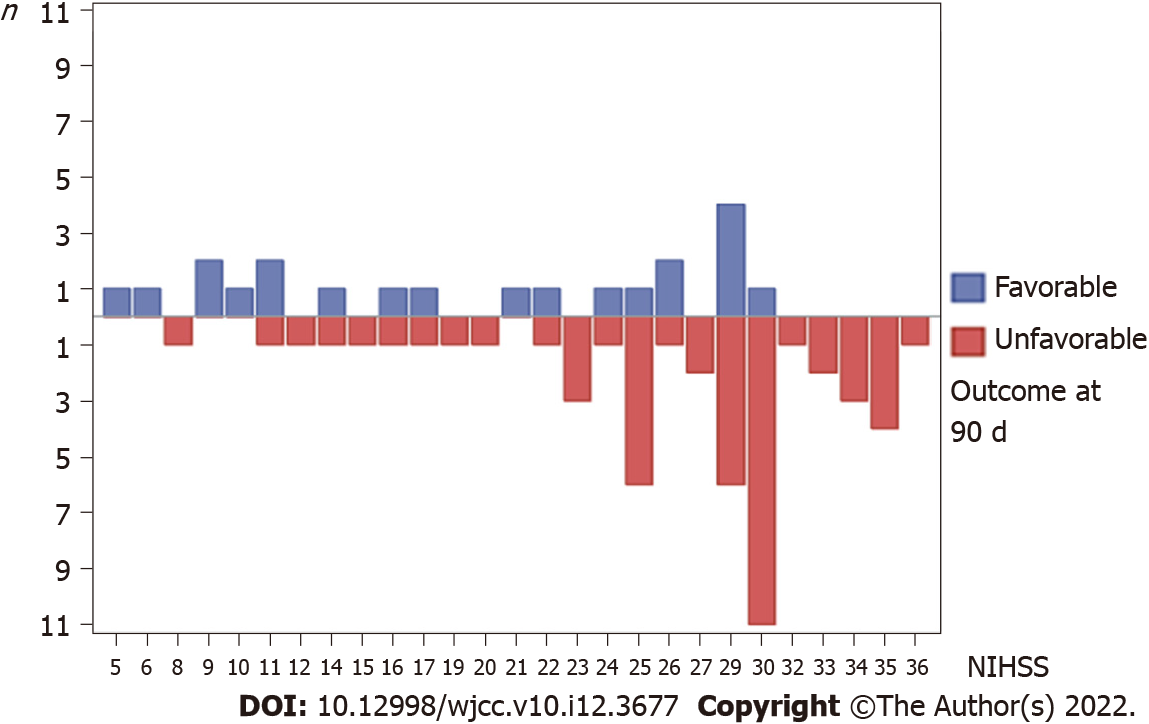 n
11
9
7
5
3
1
1
3
5
7
9
11
Favorable
Unfavorable
Outcome at
90 d
5 6 8 9 10 11 12 14 15 16 17 19 20 21 22 23 24 25 26 27 29 30 32 33 34 35 36 NIHSS
DOI: 10.12998/wjcc.v10.i12.3677 Copyright ©The Author(s) 2022.